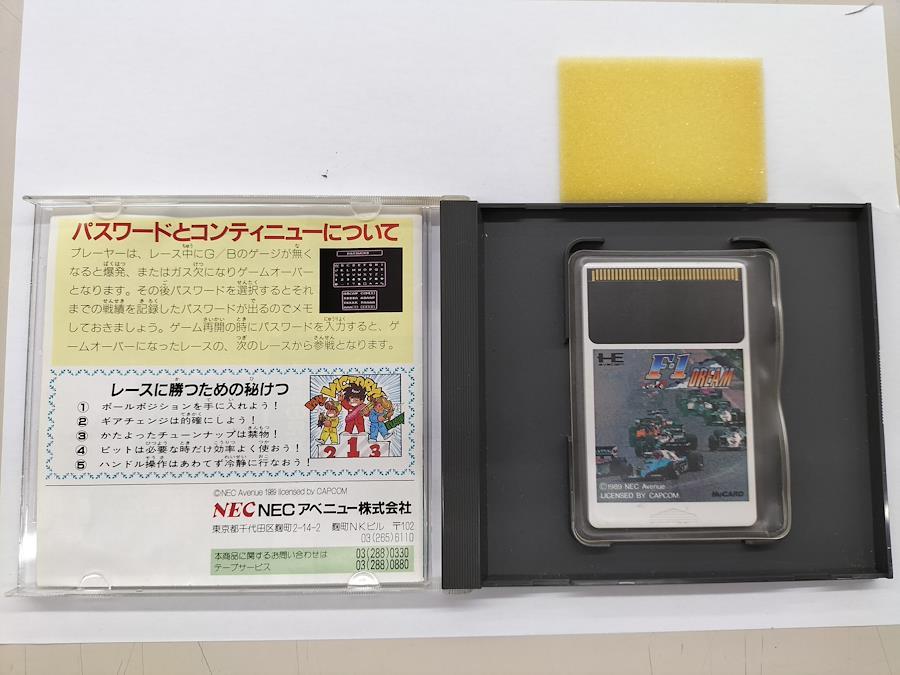 パスワードとコンティニューについて
プレーヤーは、レース中にG／Bのゲージが無く
なると爆発、またはガス欠になりゲームオーバー
となります。その後パスワードを選択するとそれ
までの戦績を記録したパスワードが出るのでメモ
しておきましょう。ゲーム再開の時にパスワードを入力すると、ゲ
ームオーバーになったレースの、次のレースから参戦となります。
レースに勝つための秘けつ
① ポールポジションを手に入れよう！
② ギアチェンジは的確にしよう！
③ かたよったチューンナップは禁物！
④ ピットは必要な時だけ効率よく使おう！
⑤ ハンドル操作はあわてず冷静に行なおう！
VICTORY
2 1 3
©NEC Avenue 1989 licensed by CAPCOM
NEC NECアベニュー株式会社
東京都千代田区麹町2-14-2 麹町NKビル 〒102
03(265)6110
本商品に関するお問い合わせは 03(288)0330
テープサービス 03(288)0880
HE
F-1
DREAM
©1989 NEC Avenue
LICENSED BY CAPCOM
HuCARD